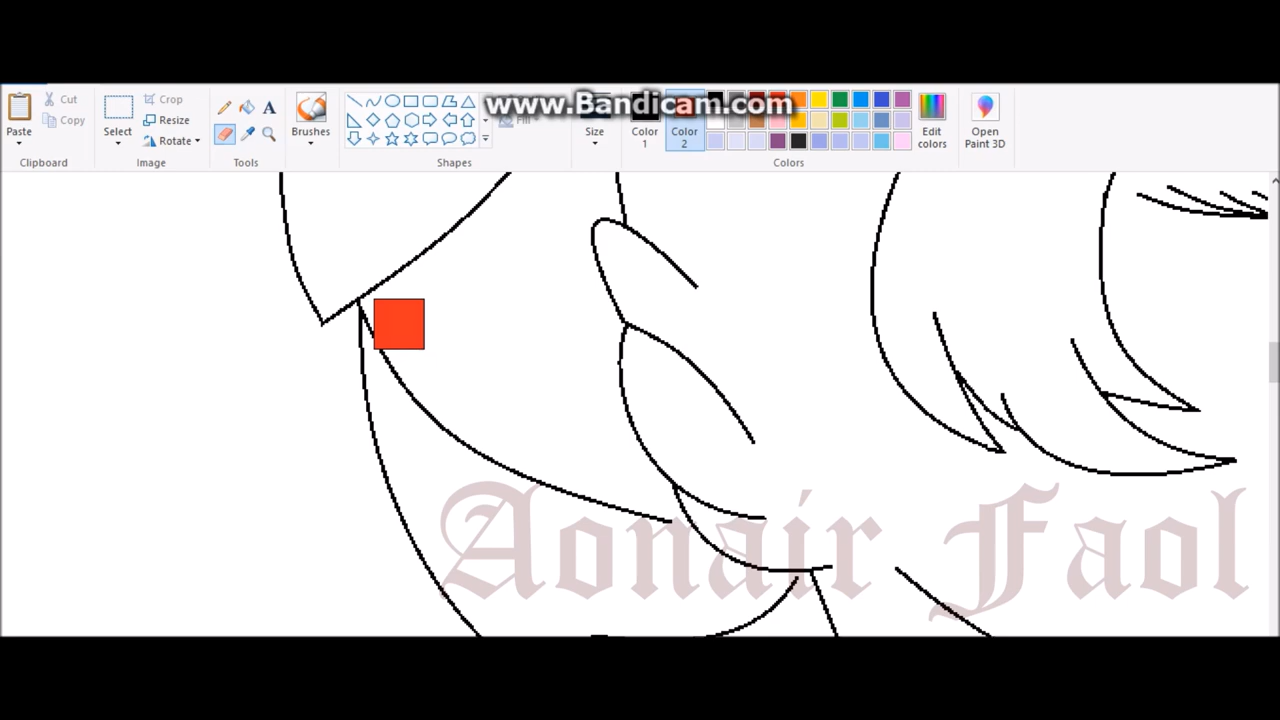 www.Bandicam.com
Cut
Copy
Paste
Clipboard
Crop
Resize
Rotate
Select
Image
A
Tools
Brushes
Fill
Shapes
Size
Color 1
Color 2
Edit colors
Colors
Open Paint 3D
Aonair Faol